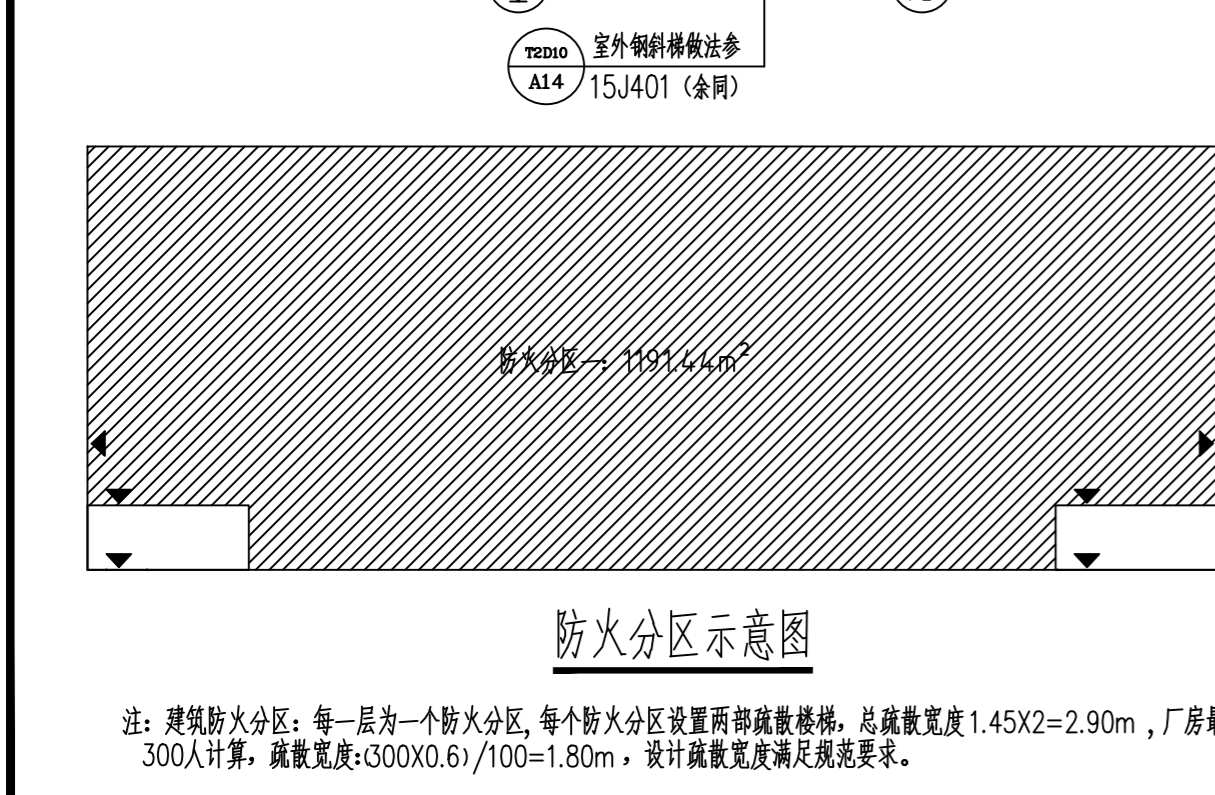 T2D10 室外钢斜梯做法参
A14 15J401（余同）
防火分区一：1191.44m²
防火分区示意图
注：建筑防火分区：每一层为一个防火分区，每个防火分区设置两部疏散楼梯，总疏散宽度1.45X2=2.90m，厂房
300人计算，疏散宽度:(300X0.6)/100=1.80m，设计疏散宽度满足规范要求。